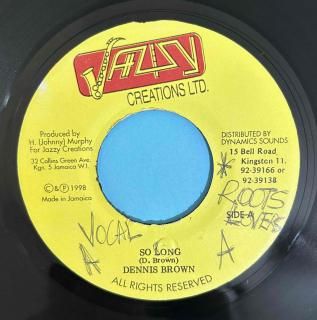 JAZZY
CREATIONS LTD.
Produced by
H. (Johnny) Murphy
For Jazzy Creations
32 Collins Green Ave.
Kgn. 5 Jamaica W.I.
DISTRIBUTED BY
DYNAMICS SOUNDS
15 Bell Road,
Kingston 11.
92-39166 or
92-39138
©&℗ 1998
Made in Jamaica
SIDE-A
ROOTS
LOVERS
VOCAL
A
A
SO LONG
(D. Brown)
DENNIS BROWN
ALL RIGHTS RESERVED